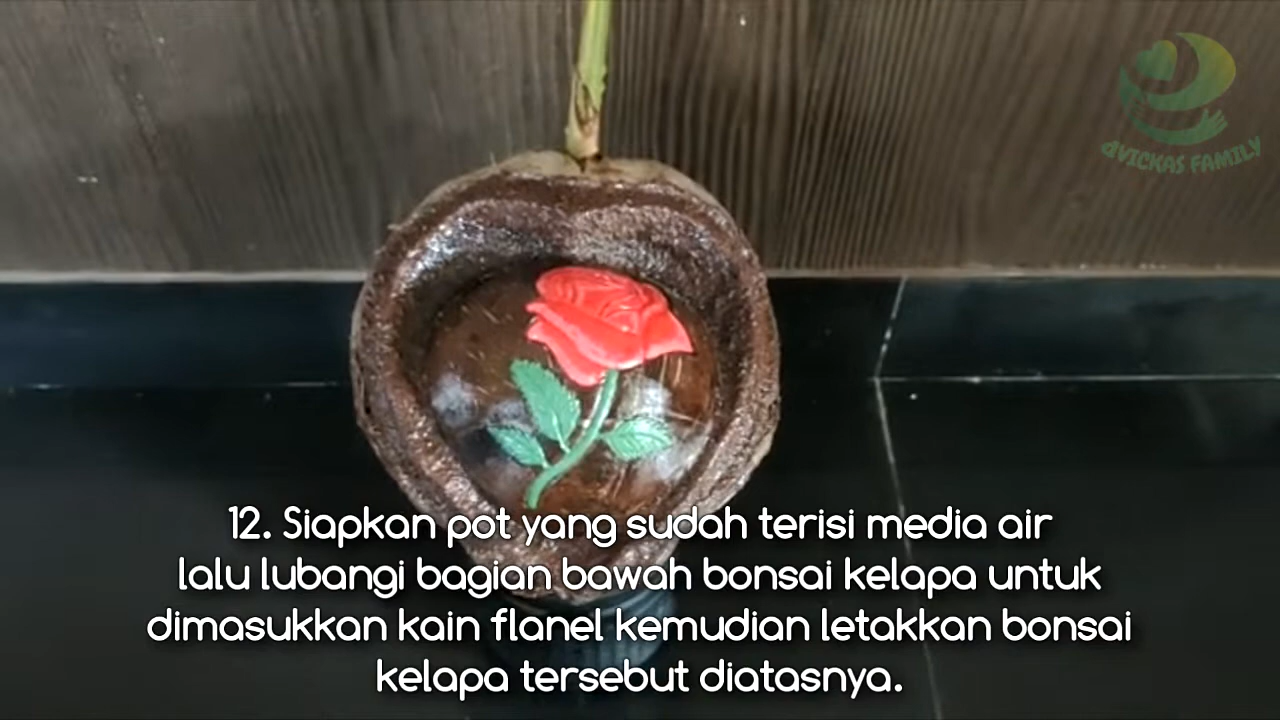 dVICKAS FAMILY
12. Siapkan pot yang sudah terisi media air
lalu lubangi bagian bawah bonsai kelapa untuk
dimasukkan kain flanel kemudian letakkan bonsai
kelapa tersebut diatasnya.